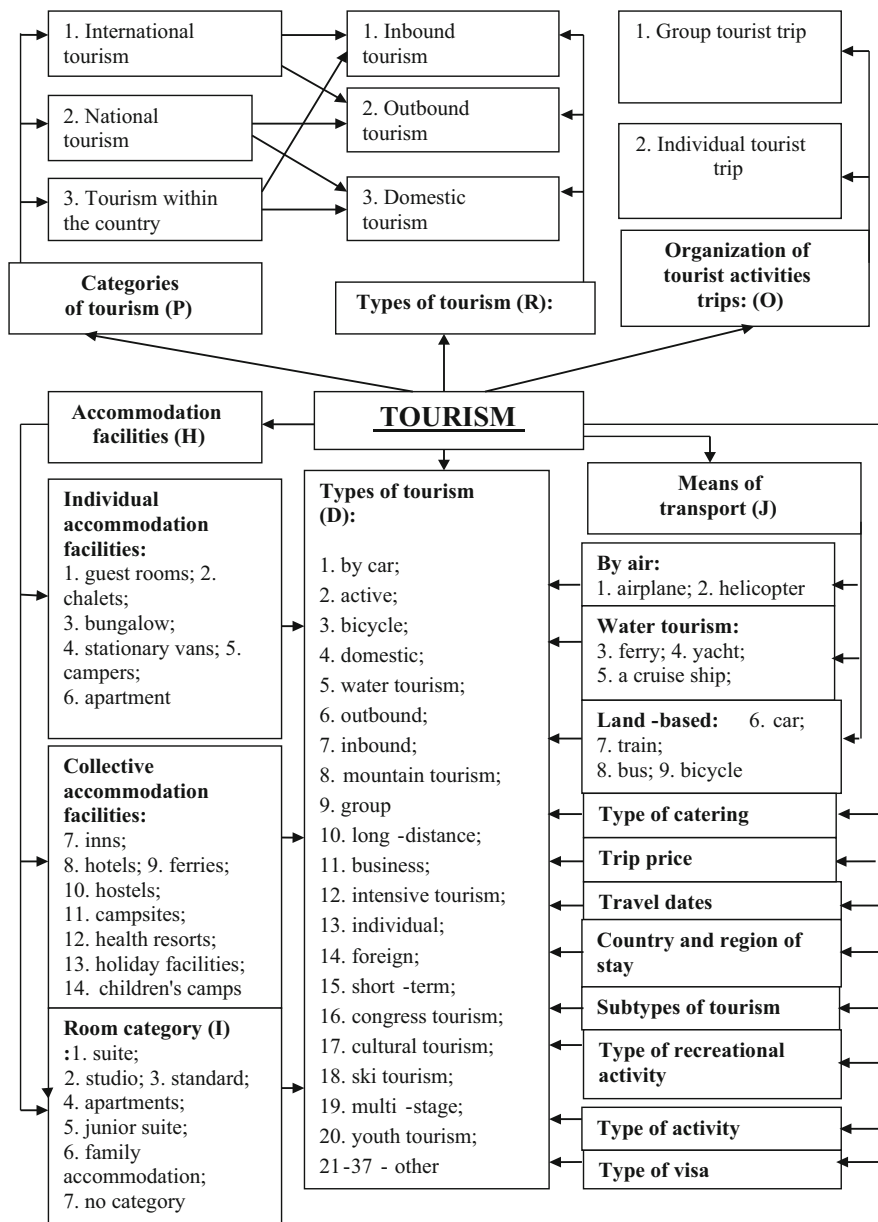 1. International
tourism
1. Inbound
tourism
1. Group tourist trip
2. National
tourism
2. Outbound
tourism
2. Individual tourist
trip
3. Tourism within
the country
3. Domestic
tourism
Categories
of tourism (P)
Types of tourism (R):
Organization of
tourist activities
trips: (O)
Accommodation
facilities (H)
TOURISM
Individual
accommodation
facilities:
1. guest rooms; 2.
chalets;
3. bungalow;
4. stationary vans; 5.
campers;
6. apartment
Collective
accommodation
facilities:
7. inns;
8. hotels; 9. ferries;
10. hostels;
11. campsites;
12. health resorts;
13. holiday facilities;
14. children's camps
Room category (I)
:1. suite;
2. studio; 3. standard;
4. apartments;
5. junior suite;
6. family
accommodation;
7. no category
Types of tourism
(D):
1. by car;
2. active;
3. bicycle;
4. domestic;
5. water tourism;
6. outbound;
7. inbound;
8. mountain tourism;
9. group
10. long -distance;
11. business;
12. intensive tourism;
13. individual;
14. foreign;
15. short -term;
16. congress tourism;
17. cultural tourism;
18. ski tourism;
19. multi -stage;
20. youth tourism;
21-37 - other
Means of
transport (J)
By air:
1. airplane; 2. helicopter
Water tourism:
3. ferry; 4. yacht;
5. a cruise ship;
Land -based: 6. car;
7. train;
8. bus; 9. bicycle
Type of catering
Trip price
Travel dates
Country and region of
stay
Subtypes of tourism
Type of recreational
activity
Type of activity
Type of visa